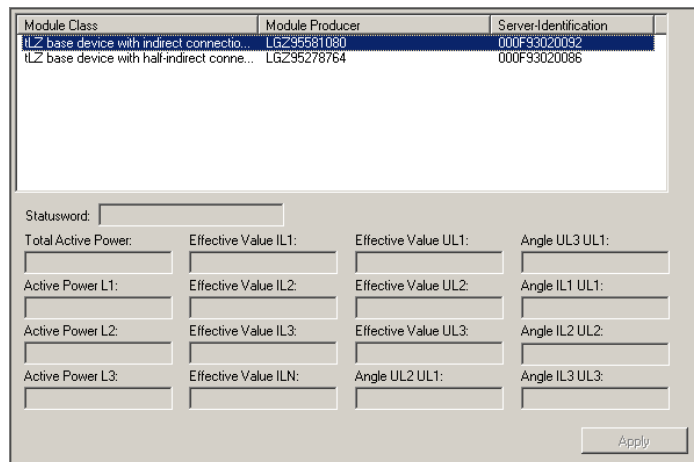 Module Class Module Producer Server-Identification
tLZ base device with indirect connectio... LGZ95581080 000F93020092
tLZ base device with half-indirect conne... LGZ95278764 000F93020086
Statusword:
Total Active Power: Effective Value IL1: Effective Value UL1: Angle UL3 UL1:
Active Power L1: Effective Value IL2: Effective Value UL2: Angle IL1 UL1:
Active Power L2: Effective Value IL3: Effective Value UL3: Angle IL2 UL2:
Active Power L3: Effective Value ILN: Angle UL2 UL1: Angle IL3 UL3:
Apply